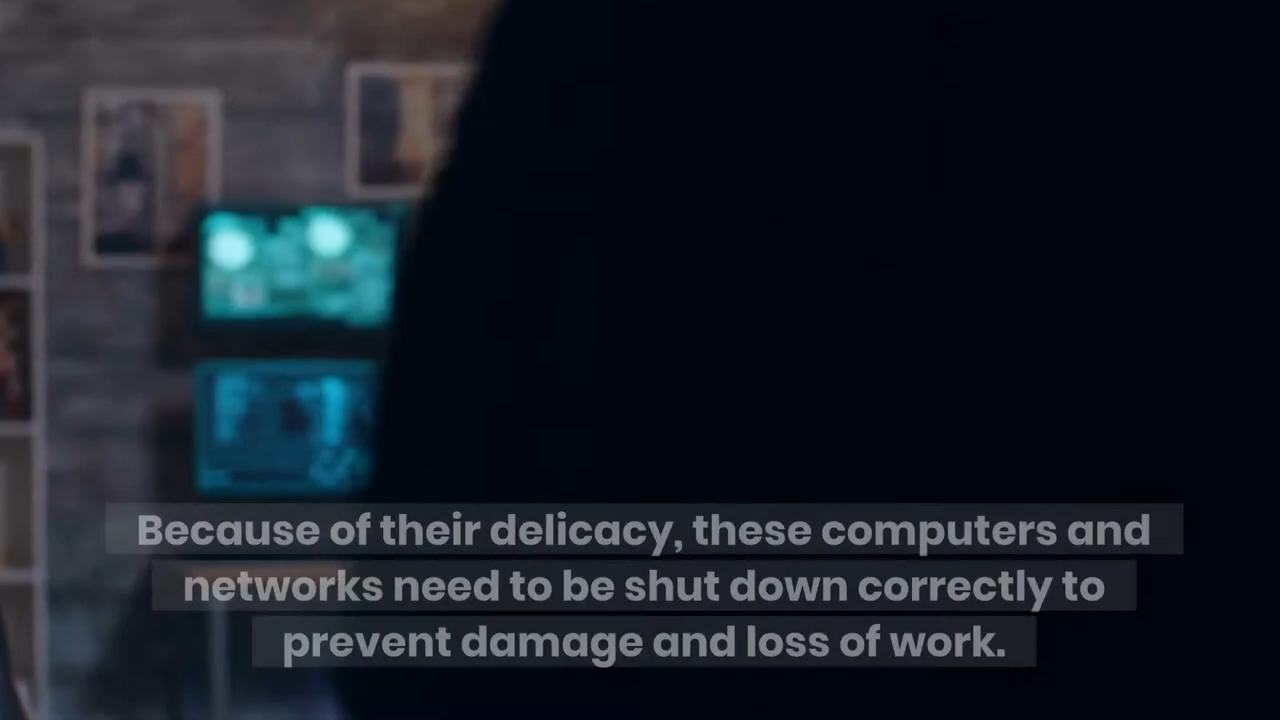 Because of their delicacy, these computers and
networks need to be shut down correctly to
prevent damage and loss of work.